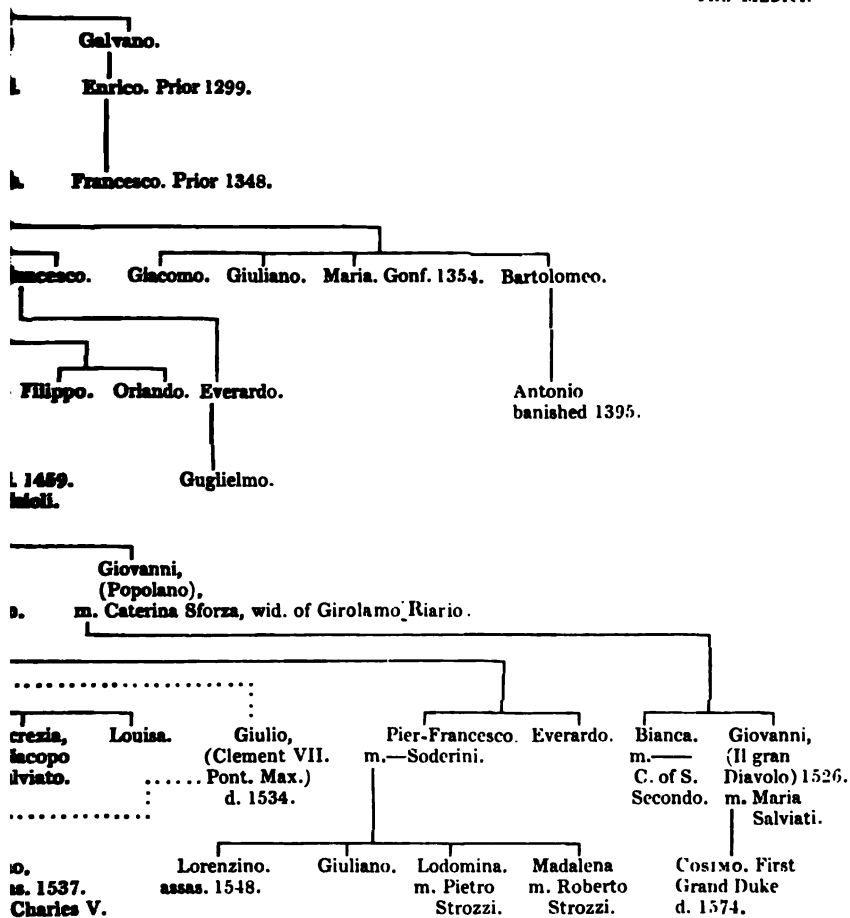 Galvano.
Enrico. Prior 1299.
Francesco. Prior 1348.
Giacomo. Giuliano. Maria. Gonf. 1354. Bartolomeo.
Filippo. Orlando. Everardo. Antonio
banished 1395.
1459. Guglielmo.
Giovanni,
(Popolano),
m. Caterina Sforza, wid. of Girolamo Riario.
Louisa. Giulio, Pier-Francesco. Everardo. Bianca. Giovanni,
(Clement VII. m.—Soderini. m.— (Il gran
Pont. Max.) C. of S. Diavolo) 1526.
d. 1534. Secondo. m. Maria
Salviati.
Lorenzino. Giuliano. Lodomina. Madalena COSIMO. First
1537. assas. 1548. m. Pietro m. Roberto Grand Duke
Charles V. Strozzi. Strozzi. d. 1574.